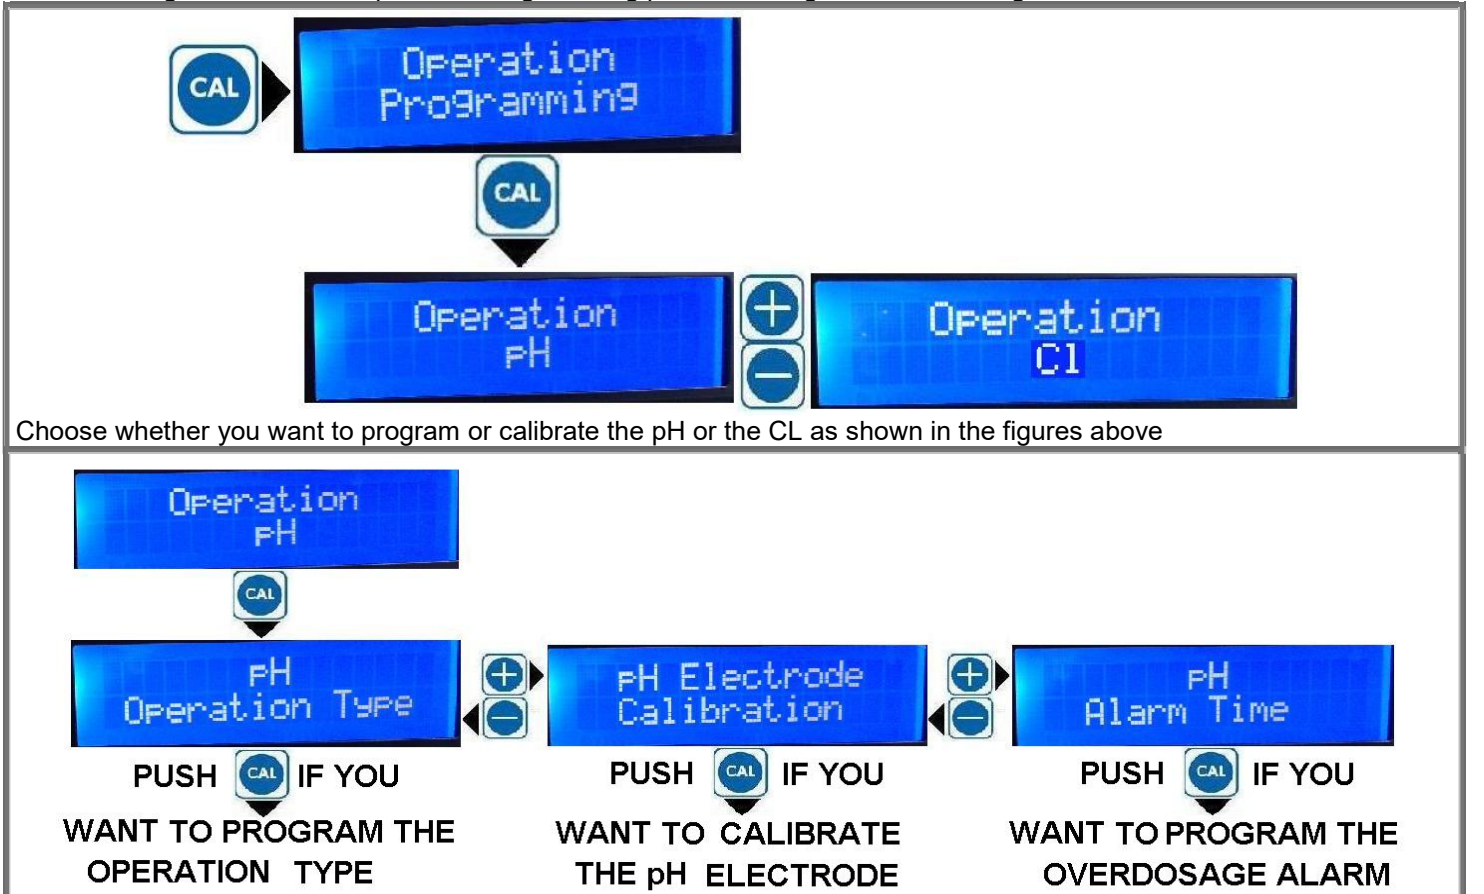 CAL
Operation
Programming
CAL
Operation
pH
+
-
Operation
Cl
Choose whether you want to program or calibrate the pH or the CL as shown in the figures above
Operation
pH
CAL
pH
Operation Type
+
-
pH Electrode
Calibration
+
-
pH
Alarm Time
PUSH CAL IF YOU
WANT TO PROGRAM THE
OPERATION TYPE
PUSH CAL IF YOU
WANT TO CALIBRATE
THE pH ELECTRODE
PUSH CAL IF YOU
WANT TO PROGRAM THE
OVERDOSAGE ALARM